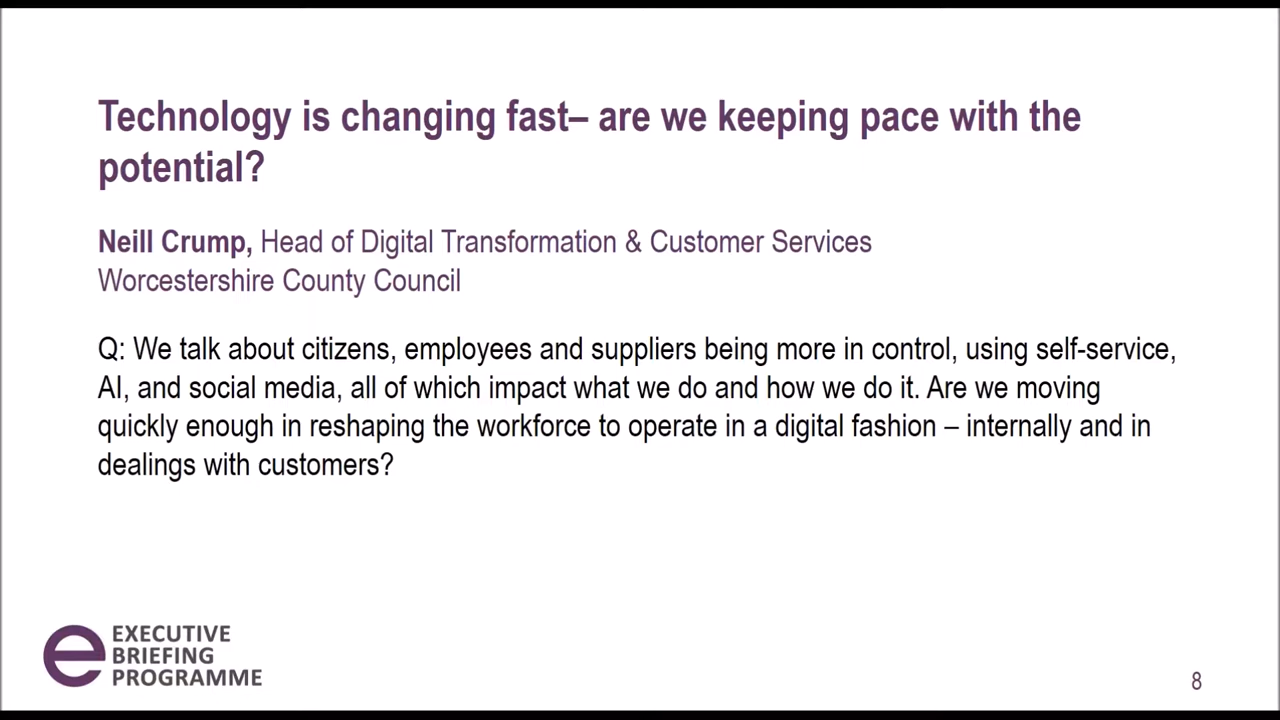 Technology is changing fast– are we keeping pace with the
potential?
Neill Crump, Head of Digital Transformation & Customer Services
Worcestershire County Council
Q: We talk about citizens, employees and suppliers being more in control, using self-service,
AI, and social media, all of which impact what we do and how we do it. Are we moving
quickly enough in reshaping the workforce to operate in a digital fashion – internally and in
dealings with customers?
e EXECUTIVE
BRIEFING
PROGRAMME
8